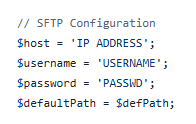 // SFTP Configuration
$host = 'IP ADDRESS';
$username = 'USERNAME';
$password = 'PASSWD';
$defaultPath = $defPath;